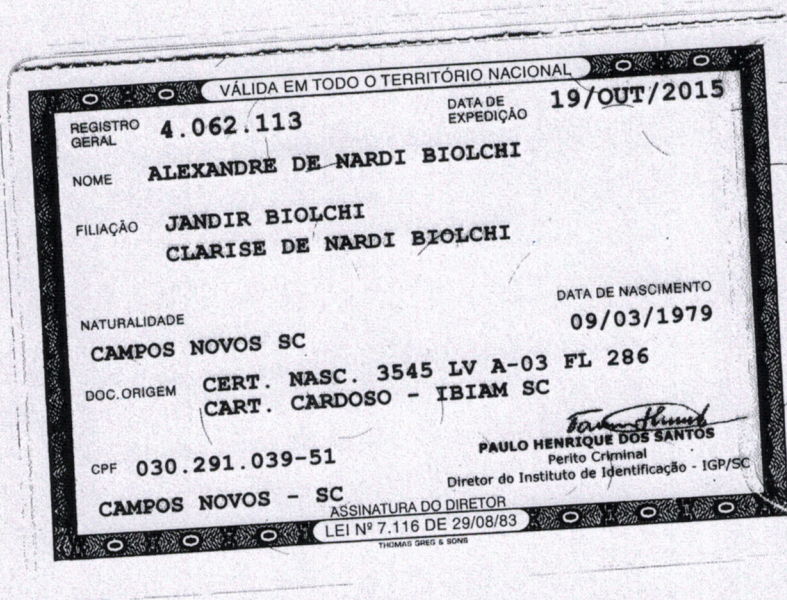 VÁLIDA EM TODO O TERRITÓRIO NACIONAL
REGISTRO GERAL 4.062.113 DATA DE EXPEDIÇÃO 19/OUT/2015
NOME ALEXANDRE DE NARDI BIOLCHI
FILIAÇÃO JANDIR BIOLCHI
CLARISE DE NARDI BIOLCHI
NATURALIDADE DATA DE NASCIMENTO
CAMPOS NOVOS SC 09/03/1979
DOC.ORIGEM CERT. NASC. 3545 LV A-03 FL 286
CART. CARDOSO - IBIAM SC
CPF 030.291.039-51
PAULO HENRIQUE DOS SANTOS
Perito Criminal
Diretor do Instituto de Identificação - IGP/SC
CAMPOS NOVOS - SC
ASSINATURA DO DIRETOR
LEI Nº 7.116 DE 29/08/83
THOMAS GREG & SONS